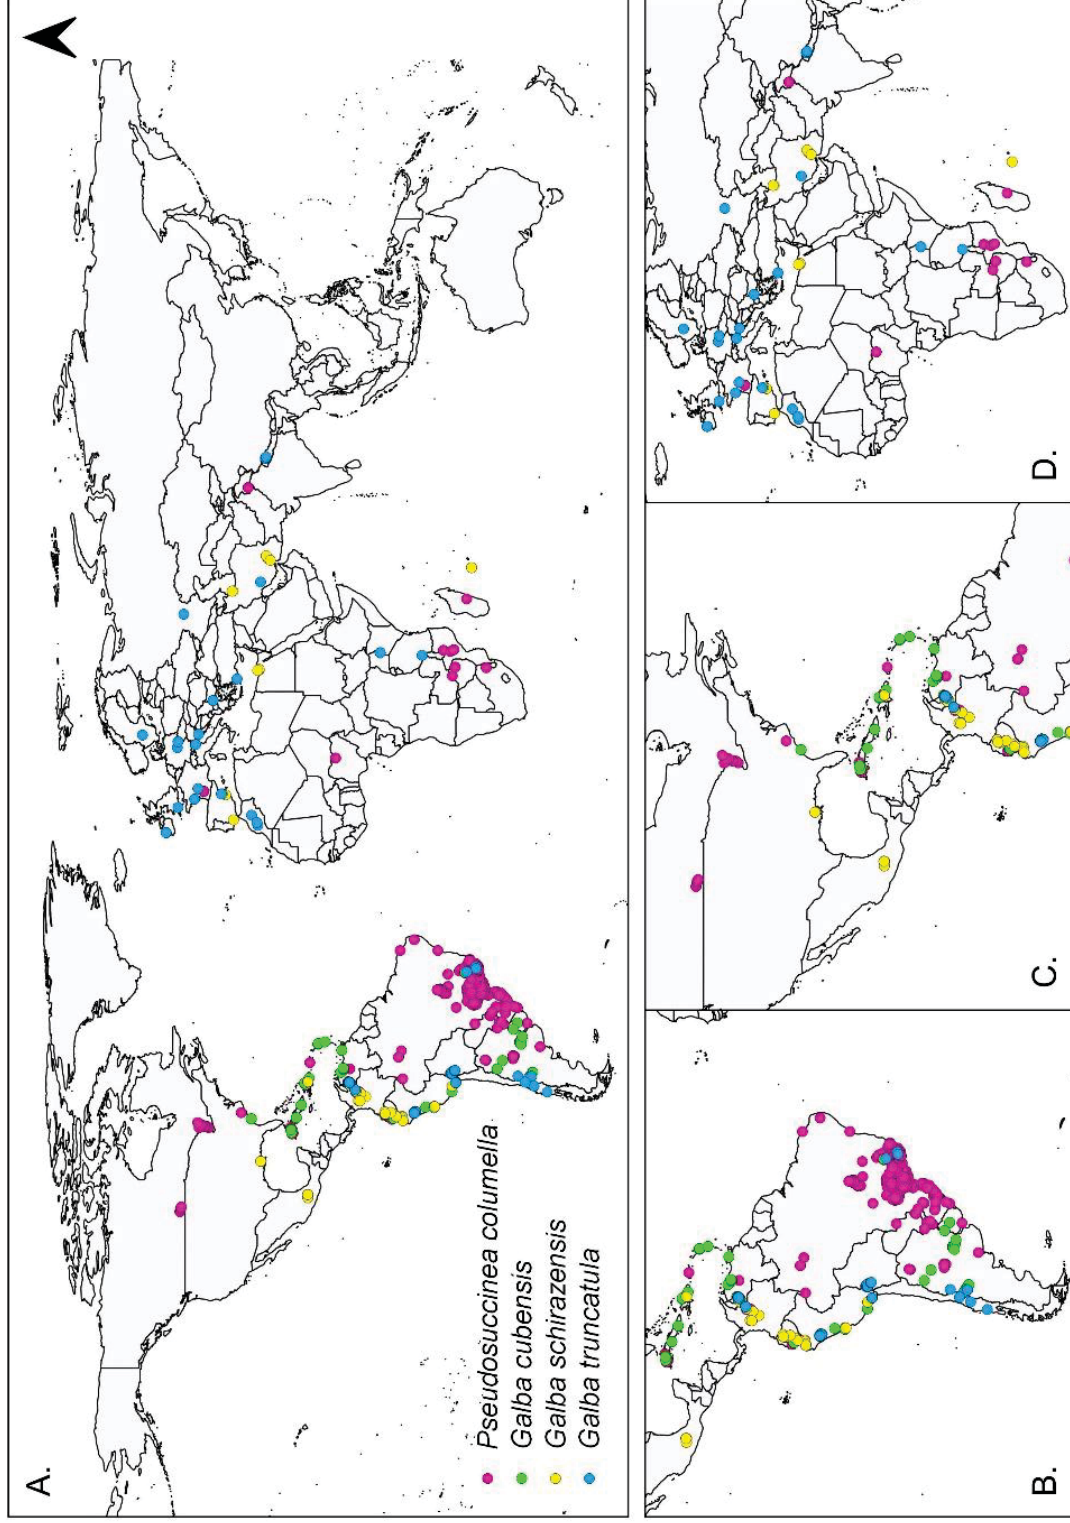 A.
Pseudosuccinea columella
Galba cubensis
Galba schirazensis
Galba truncatula
B.
C.
D.